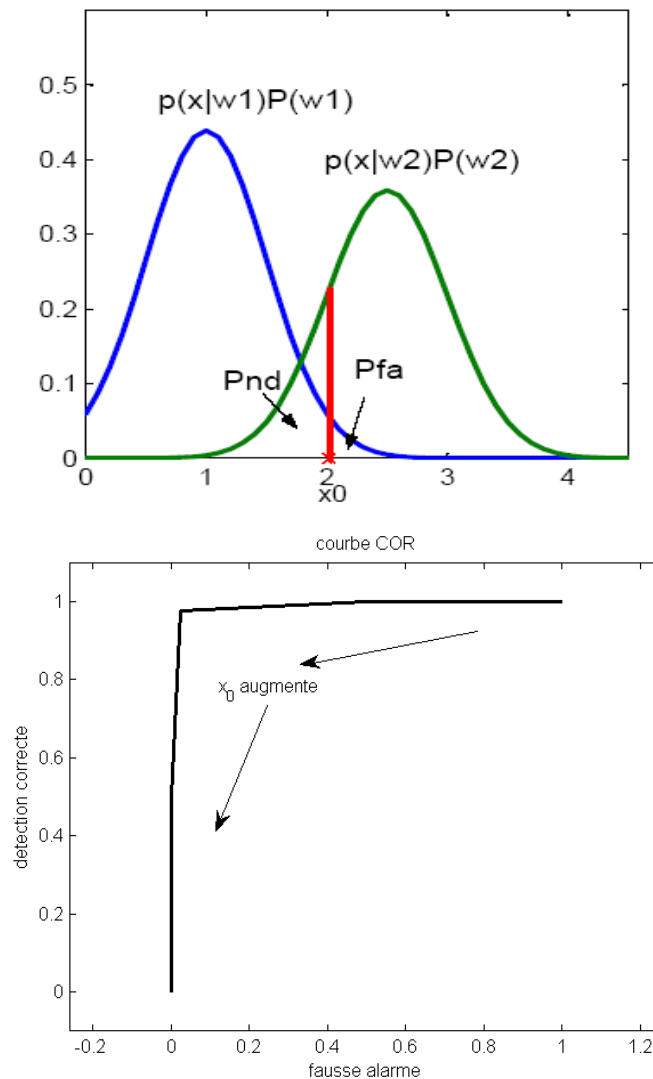 0.5
p(x|w1)P(w1)
0.4
p(x|w2)P(w2)
0.3
0.2
Pnd
Pfa
0.1
0
0 1 2 3 4
x0
courbe COR
1
0.8
x0 augmente
0.6
detection correcte
0.4
0.2
0
-0.2 0 0.2 0.4 0.6 0.8 1 1.2
fausse alarme